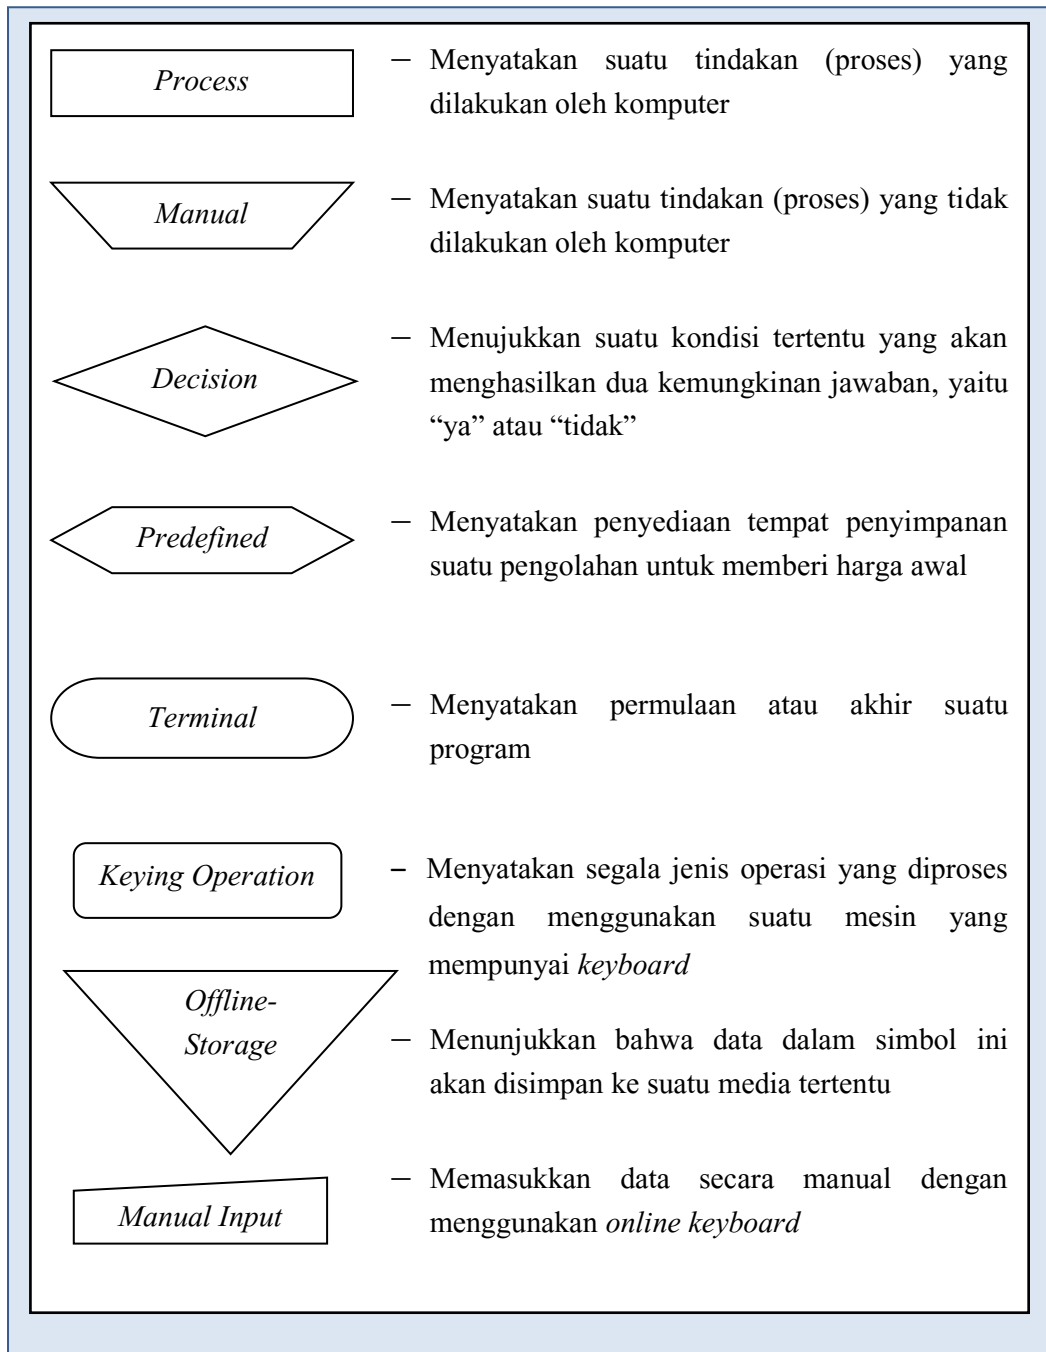 Process
— Menyatakan suatu tindakan (proses) yang
dilakukan oleh komputer
Manual
— Menyatakan suatu tindakan (proses) yang tidak
dilakukan oleh komputer
Decision
— Menujukkan suatu kondisi tertentu yang akan
menghasilkan dua kemungkinan jawaban, yaitu
“ya” atau “tidak”
Predefined
— Menyatakan penyediaan tempat penyimpanan
suatu pengolahan untuk memberi harga awal
Terminal
— Menyatakan permulaan atau akhir suatu
program
Keying Operation
– Menyatakan segala jenis operasi yang diproses
dengan menggunakan suatu mesin yang
mempunyai keyboard
Offline-
Storage
— Menunjukkan bahwa data dalam simbol ini
akan disimpan ke suatu media tertentu
Manual Input
— Memasukkan data secara manual dengan
menggunakan online keyboard